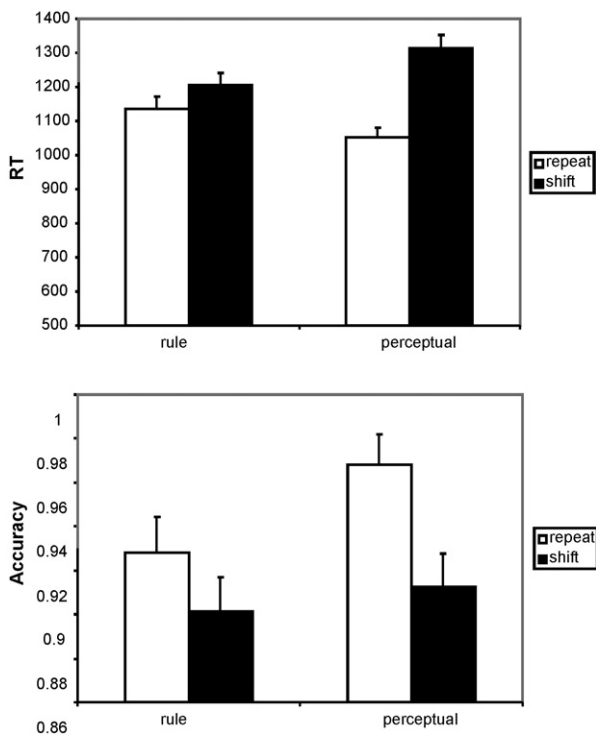 1400
1300
1200
1100
1000
900
800
700
600
500
RT
rule perceptual
repeat
shift
1
0.98
0.96
0.94
0.92
0.9
0.88
0.86
Accuracy
rule perceptual
repeat
shift